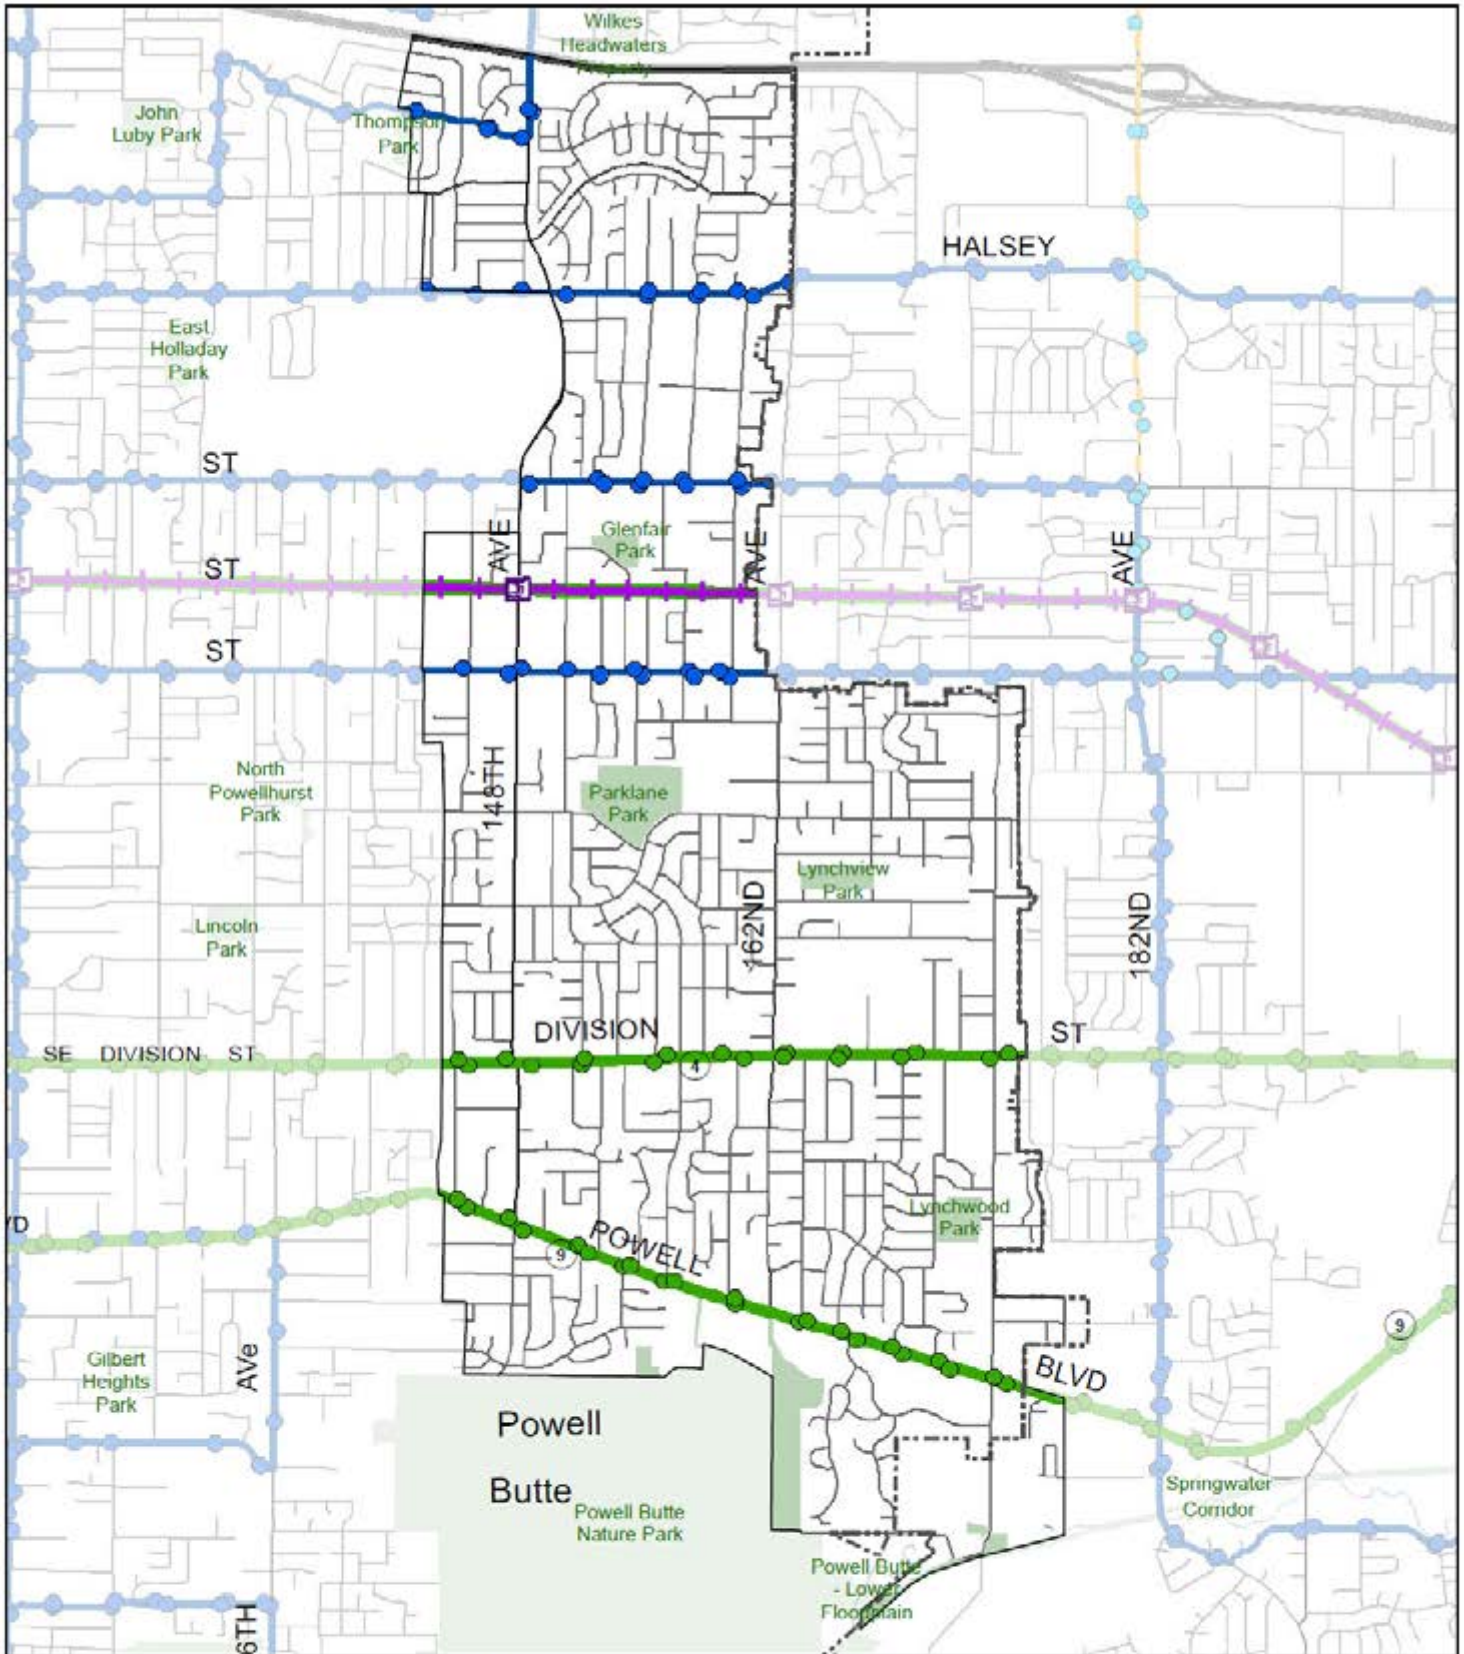 Wilkes
Headwaters
Property
John
Luby Park
Thompson
Park
HALSEY
East
Holladay
Park
ST
AVE
Glenfair
Park
AVE
AVE
ST
ST
148TH
North
Powellhurst
Park
Parklane
Park
Lynchview
Park
162ND
182ND
Lincoln
Park
DIVISION
ST
SE DIVISION ST
4
Lynchwood
Park
VD
POWELL
9
9
BLVD
Gilbert
Heights
Park
AVe
Powell
Butte
Powell Butte
Nature Park
Springwater
Corridor
Powell Butte
- Lower
Floodplain
6TH